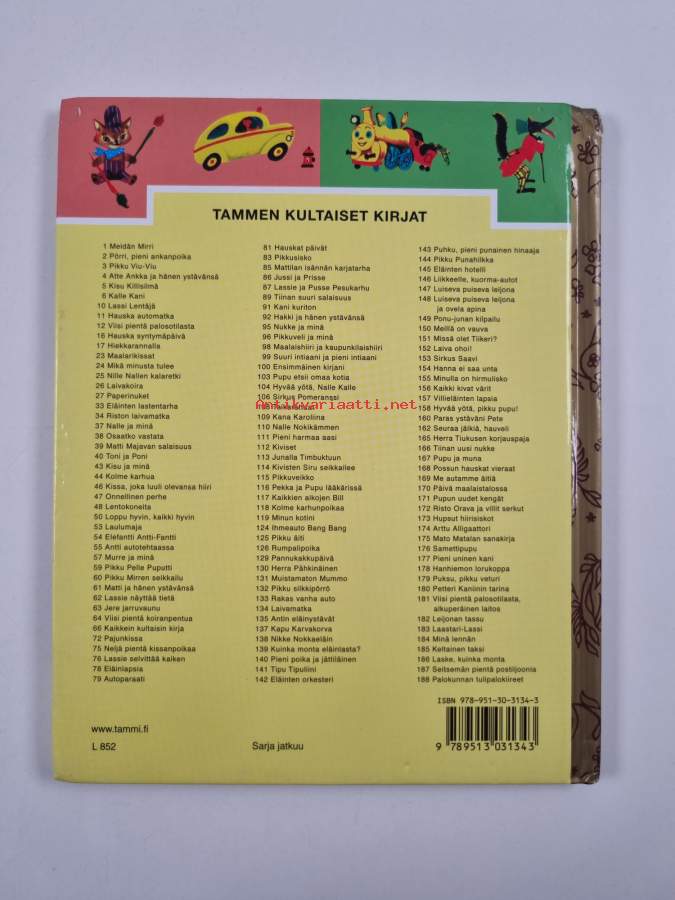 TAMMEN KULTAISET KIRJAT
1 Meidän Mirri
2 Pörri, pieni ankanpoika
3 Pikku Viu-Viu
4 Atte Ankka ja hänen ystävänsä
5 Kisu Killisilmä
6 Kalle Kani
10 Lassi Lentäjä
11 Hauska automatka
12 Viisi pientä palosotilasta
16 Hauska syntymäpäivä
17 Hiekkarannalla
23 Maalarikissat
24 Mikä minusta tulee
25 Nille Nallen kalaretki
26 Laivakoira
27 Paperinuket
33 Eläinten lastentarha
34 Riston laivamatka
37 Nalle ja minä
38 Osaatko vastata
39 Matti Majavan salaisuus
40 Toni ja Poni
43 Kisu ja minä
44 Kolme karhua
46 Kissa, joka luuli olevansa hiiri
47 Onnellinen perhe
48 Lentokoneita
50 Loppu hyvin, kaikki hyvin
53 Laulumaja
54 Elefantti Antti-Fantti
55 Antti autotehtaassa
57 Murre ja minä
59 Pikku Pelle Puputti
60 Pikku Mirren seikkailu
61 Matti ja hänen ystävänsä
62 Lassie näyttää tietä
63 Jere jarruvaunu
64 Viisi pientä koiranpentua
66 Kaikkein kultaisin kirja
72 Pajunkissa
75 Neljä pientä kissanpoikaa
76 Lassie selvittää kaiken
78 Eläinlapsia
79 Autoparaati
81 Hauskat päivät
83 Pikkusisko
85 Mattilan isännän karjatarha
86 Jussi ja Prisse
87 Lassie ja Pusse Pesukarhu
89 Tiinan suuri salaisuus
91 Kani kuriton
92 Hakki ja hänen ystävänsä
95 Nukke ja minä
96 Pikkuveli ja minä
98 Maalaishiiri ja kaupunkilaishiiri
99 Suuri intiaani ja pieni intiaani
100 Ensimmäinen kirjani
103 Pupu etsii omaa kotia
104 Hyvää yötä, Nalle Kalle
106 Sirkus Pomeranssi
Antikvariaatti.net
109 Kana Karoliina
110 Nalle Nokikämmen
111 Pieni harmaa aasi
112 Kiviset
113 Junalla Timbuktuun
114 Kivisten Siru seikkailee
115 Pikkuveikko
116 Pekka ja Pupu lääkärissä
117 Kaikkien aikojen Bill
118 Kolme karhunpoikaa
119 Minun kotini
124 Ihmeauto Bang Bang
125 Pikku äiti
126 Rumpalipoika
129 Pannukakkupäivä
130 Herra Pähkinäinen
131 Muistamaton Mummo
132 Pikku silkkipörrö
133 Rakas vanha auto
134 Laivamatka
135 Antin eläinystävät
137 Kapu Karvakorva
138 Nikke Nokkaeläin
139 Kuinka monta eläinlasta?
140 Pieni poika ja jättiläinen
141 Tipu Tipuliini
142 Eläinten orkesteri
143 Puhku, pieni punainen hinaaja
144 Pikku Punahilkka
145 Eläinten hotelli
146 Liikkeelle, kuorma-autot
147 Luiseva puiseva leijona
148 Luiseva puiseva leijona
ja ovela apina
149 Ponu-junan kilpailu
150 Meillä on vauva
151 Missä olet Tiikeri?
152 Laiva ohoi!
153 Sirkus Saavi
154 Hanna ei saa unta
155 Minulla on hirmulisko
156 Kaikki kivat värit
157 Villieläinten lapsia
158 Hyvää yötä, pikku pupu!
160 Paras ystäväni Pete
162 Seuraa jälkiä, hauveli
165 Herra Tiukusen korjauspaja
166 Tiinan uusi nukke
167 Pupu ja muna
168 Possun hauskat vieraat
169 Me autamme äitiä
170 Päivä maalaistalossa
171 Pupun uudet kengät
172 Risto Orava ja villit serkut
173 Hupsut hiirisiskot
174 Arttu Alligaattori
175 Mato Matalan sanakirja
176 Samettipupu
177 Pieni uninen kani
178 Hanhiemon lorukoppa
179 Puksu, pikku veturi
180 Petteri Kaniinin tarina
181 Viisi pientä palosotilasta,
alkuperäinen laitos
182 Leijonan tassu
183 Laastari-Lassi
184 Minä lennän
185 Keltainen taksi
186 Laske, kuinka monta
187 Seitsemän pientä postiljoonia
188 Palokunnan tulipalokiireet
ISBN 978-951-30-3134-3
9 789513 031343
www.tammi.fi
L 852
Sarja jatkuu